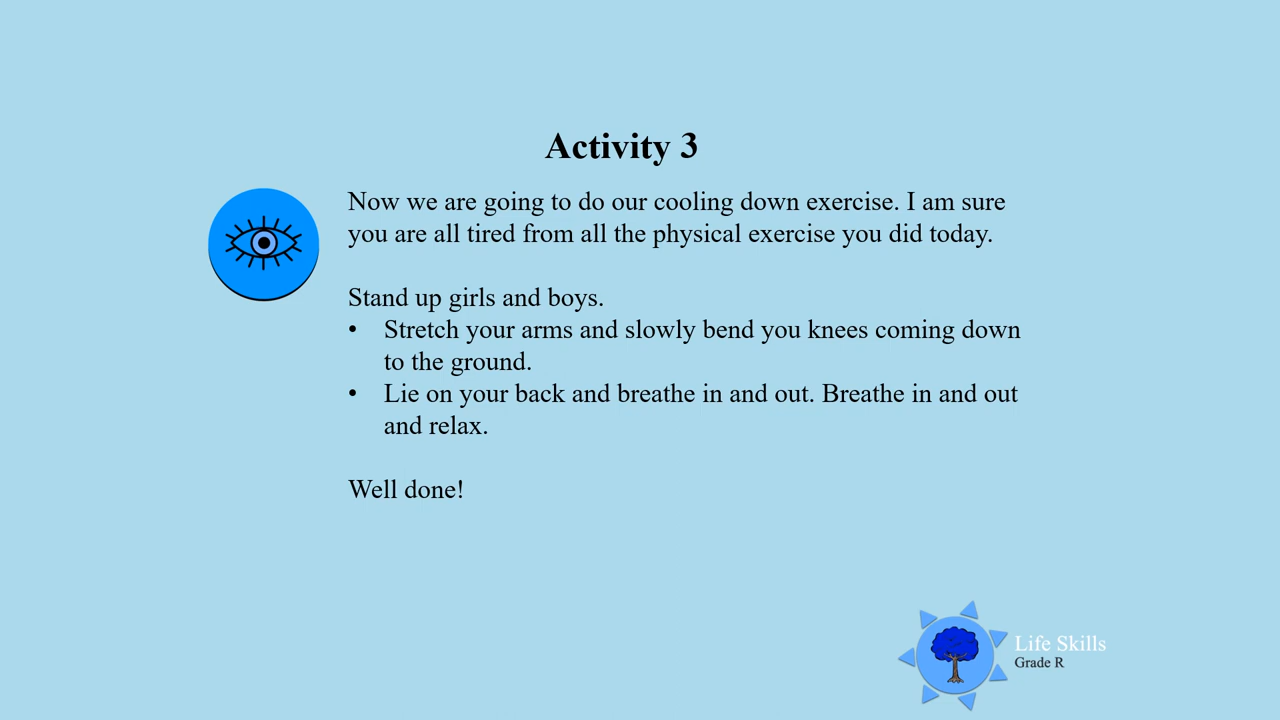 Activity 3
Now we are going to do our cooling down exercise. I am sure
you are all tired from all the physical exercise you did today.
Stand up girls and boys.
• Stretch your arms and slowly bend you knees coming down
to the ground.
• Lie on your back and breathe in and out. Breathe in and out
and relax.
Well done!
Life Skills
Grade R